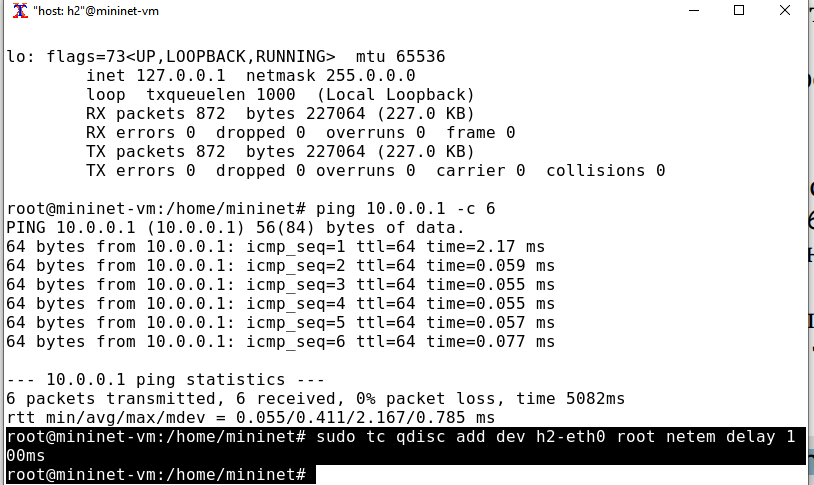 "host: h2"@mininet-vm
lo: flags=73<UP,LOOPBACK,RUNNING>  mtu 65536
        inet 127.0.0.1  netmask 255.0.0.0
        loop  txqueuelen 1000  (Local Loopback)
        RX packets 872  bytes 227064 (227.0 KB)
        RX errors 0  dropped 0  overruns 0  frame 0
        TX packets 872  bytes 227064 (227.0 KB)
        TX errors 0  dropped 0 overruns 0  carrier 0  collisions 0
root@mininet-vm:/home/mininet# ping 10.0.0.1 -c 6
PING 10.0.0.1 (10.0.0.1) 56(84) bytes of data.
64 bytes from 10.0.0.1: icmp_seq=1 ttl=64 time=2.17 ms
64 bytes from 10.0.0.1: icmp_seq=2 ttl=64 time=0.059 ms
64 bytes from 10.0.0.1: icmp_seq=3 ttl=64 time=0.055 ms
64 bytes from 10.0.0.1: icmp_seq=4 ttl=64 time=0.055 ms
64 bytes from 10.0.0.1: icmp_seq=5 ttl=64 time=0.057 ms
64 bytes from 10.0.0.1: icmp_seq=6 ttl=64 time=0.077 ms
--- 10.0.0.1 ping statistics ---
6 packets transmitted, 6 received, 0% packet loss, time 5082ms
rtt min/avg/max/mdev = 0.055/0.411/2.167/0.785 ms
root@mininet-vm:/home/mininet# sudo tc qdisc add dev h2-eth0 root netem delay 1
00ms
root@mininet-vm:/home/mininet#